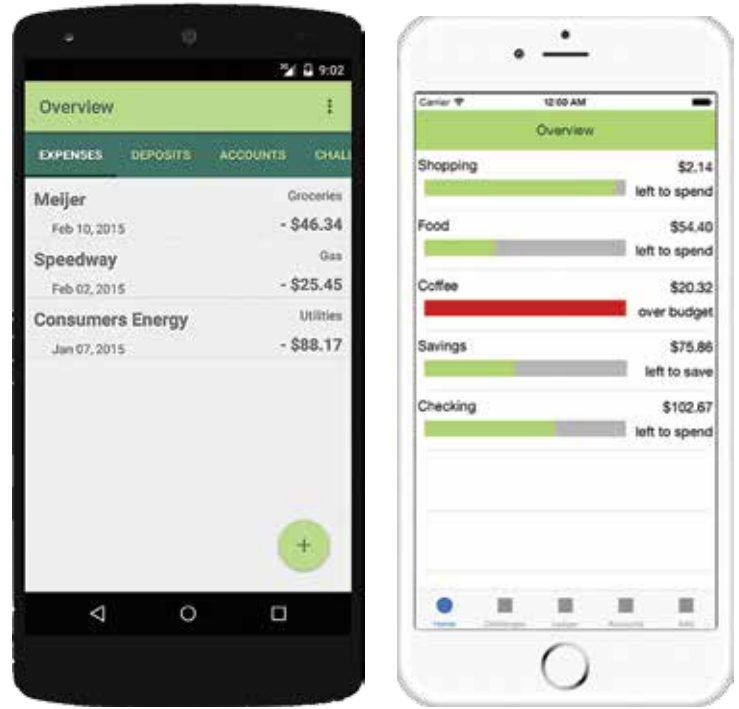 9:02
Overview
EXPENSES DEPOSITS ACCOUNTS CHALL
Meijer Groceries
Feb 10, 2015 - $46.34
Speedway Gas
Feb 02, 2015 - $25.45
Consumers Energy Utilities
Jan 07, 2015 - $88.17
+
Carrier 12:00 AM
Overview
Shopping $2.14
left to spend
Food $54.40
left to spend
Coffee $20.32
over budget
Savings $75.86
left to save
Checking $102.67
left to spend
Home Challenges Ledger Accounts